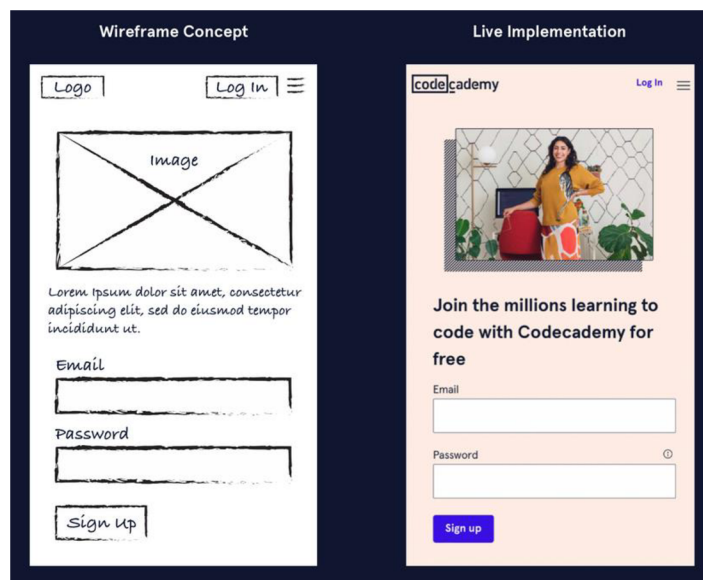 Wireframe Concept
Logo
Log In
Image
Lorem Ipsum dolor sit amet, consectetur
adipiscing elit, sed do eiusmod tempor
incididunt ut.
Email
Password
Sign Up
Live Implementation
codecademy
Log In
Join the millions learning to
code with Codecademy for
free
Email
Password
Sign up